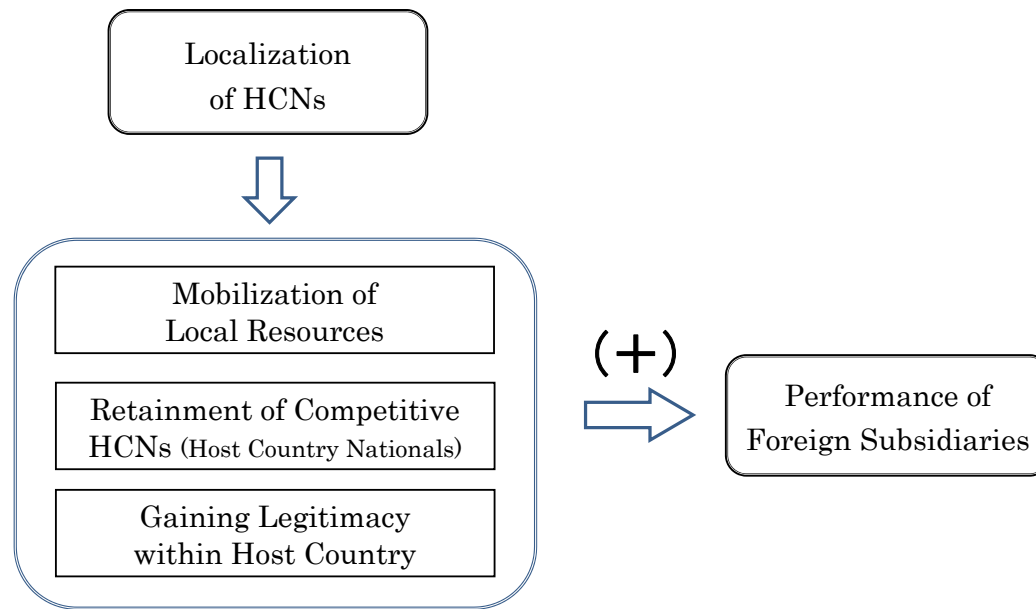 Localization
of HCNs
Mobilization of
Local Resources
Retainment of Competitive
HCNs (Host Country Nationals)
Gaining Legitimacy
within Host Country
(+)
Performance of
Foreign Subsidiaries